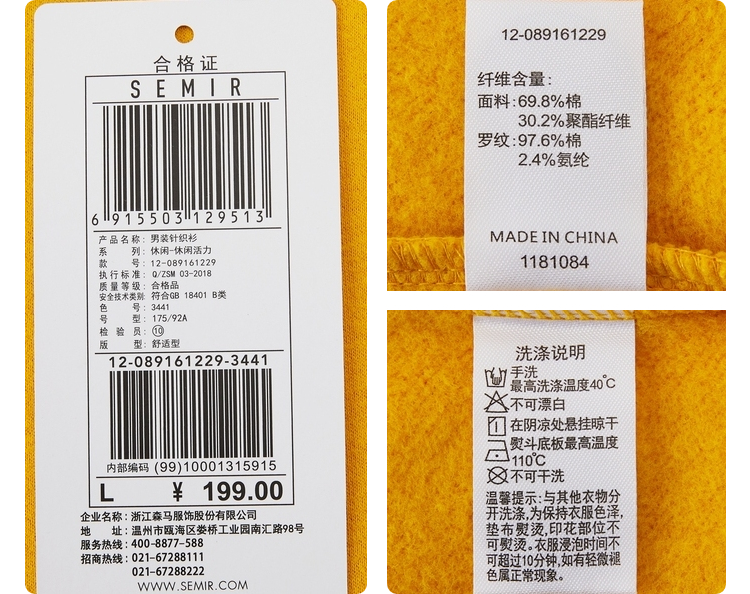 合格证
SEMIR
6 915503 129513
产品名称: 男装针织衫
系 列: 休闲-休闲活力
款 号: 12-089161229
执行标准: Q/ZSM 03-2018
质量等级: 合格品
安全技术类别: 符合GB 18401 B类
色 号: 3441
号 型: 175/92A
检 验 员: ⑩
版 型: 舒适型
12-089161229-3441
内部编码 (99)10001315915
L ¥ 199.00
企业名称: 浙江森马服饰股份有限公司
地 址: 温州市瓯海区娄桥工业园南汇路98号
服务热线: 400-8877-588
招商热线: 021-67288111
021-67288222
WWW.SEMIR.COM
12-089161229
纤维含量:
面料:69.8%棉
30.2%聚酯纤维
罗纹:97.6%棉
2.4%氨纶
MADE IN CHINA
1181084
洗涤说明
手洗
最高洗涤温度40℃
不可漂白
在阴凉处悬挂晾干
熨斗底板最高温度
110℃
不可干洗
温馨提示:与其他衣物分
开洗涤,为保持衣服色泽,
垫布熨烫,印花部位不
可熨烫。衣服浸泡时间不
可超过10分钟,如有轻微褪
色属正常现象。